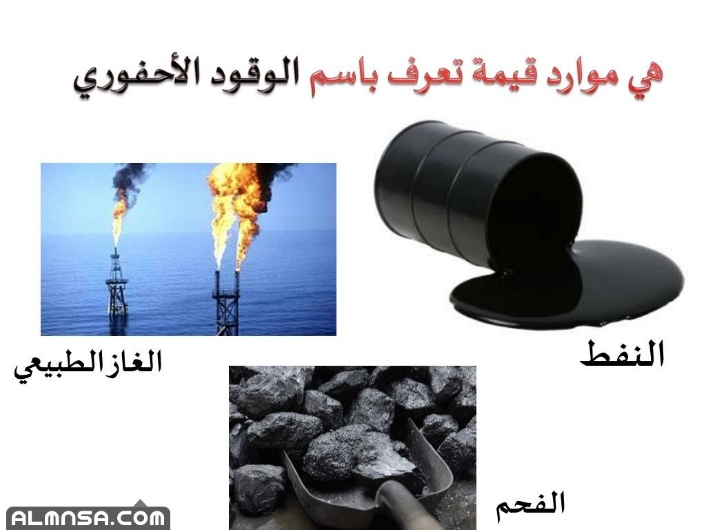 هي موارد قيمة تعرف باسم الوقود الأحفوري
النفط
الغاز الطبيعي
الفحم
ALMNSA.COM